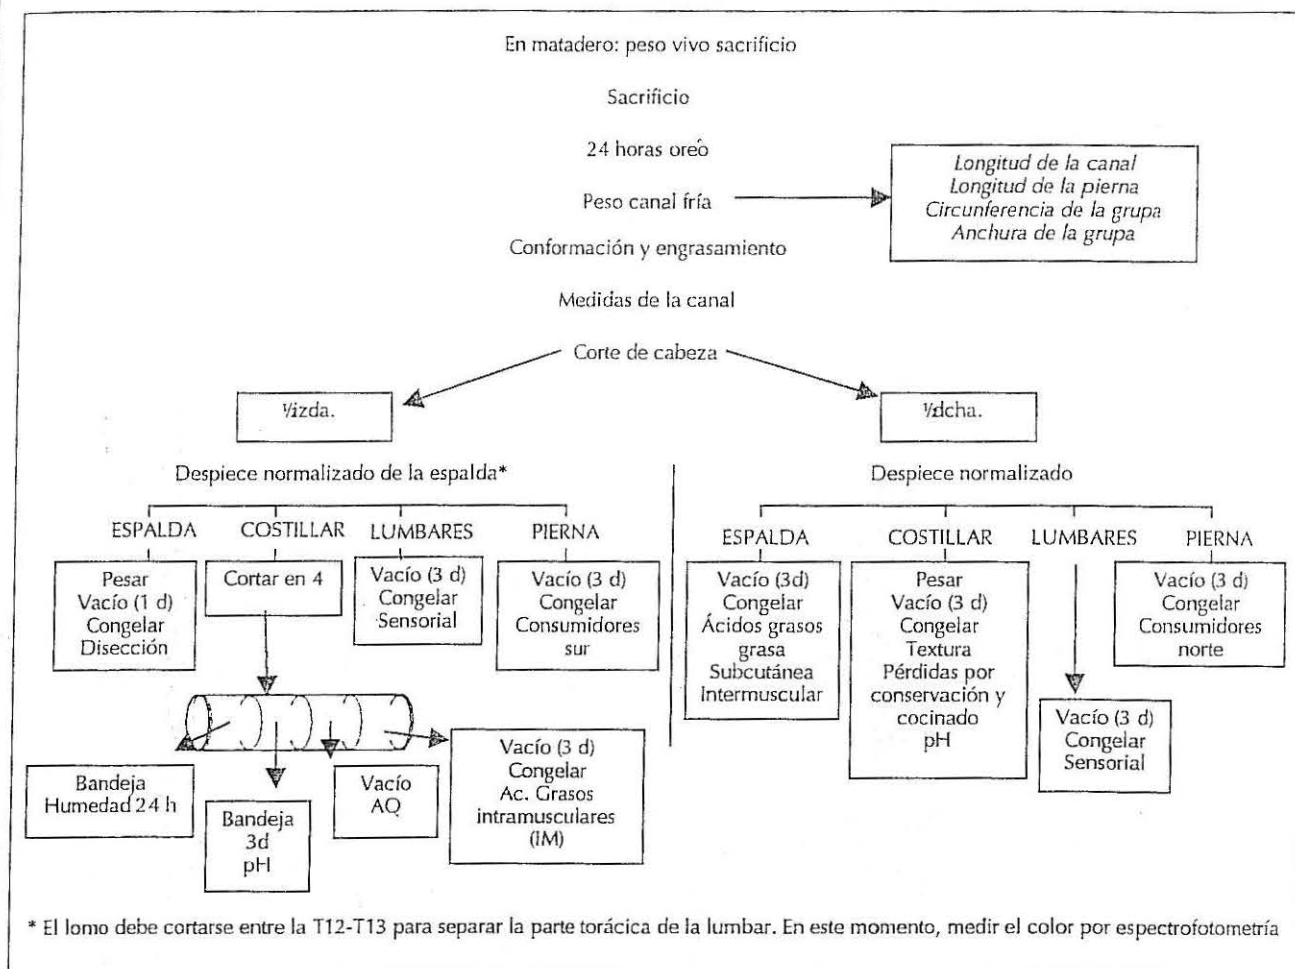 En matadero: peso vivo sacrificio
Sacrificio
24 horas oreo
Peso canal fría
Longitud de la canal
Longitud de la pierna
Circunferencia de la grupa
Anchura de la grupa
Conformación y engrasamiento
Medidas de la canal
Corte de cabeza
½izda.
½dcha.
Despiece normalizado de la espalda*
ESPALDA
COSTILLAR
LUMBARES
PIERNA
Pesar
Vacío (1 d)
Congelar
Disección
Cortar en 4
Vacío (3 d)
Congelar
Sensorial
Vacío (3 d)
Congelar
Consumidores
sur
Bandeja
Humedad 24 h
Bandeja
3d
pH
Vacío
AQ
Vacío (3 d)
Congelar
Ac. Grasos
intramusculares
(IM)
Despiece normalizado
ESPALDA
COSTILLAR
LUMBARES
PIERNA
Vacío (3d)
Congelar
Ácidos grasos
grasa
Subcutánea
Intermuscular
Pesar
Vacío (3 d)
Congelar
Textura
Pérdidas por
conservación y
cocinado
pH
Vacío (3 d)
Congelar
Sensorial
Vacío (3 d)
Congelar
Consumidores
norte
* El lomo debe cortarse entre la T12-T13 para separar la parte torácica de la lumbar. En este momento, medir el color por espectrofotometría